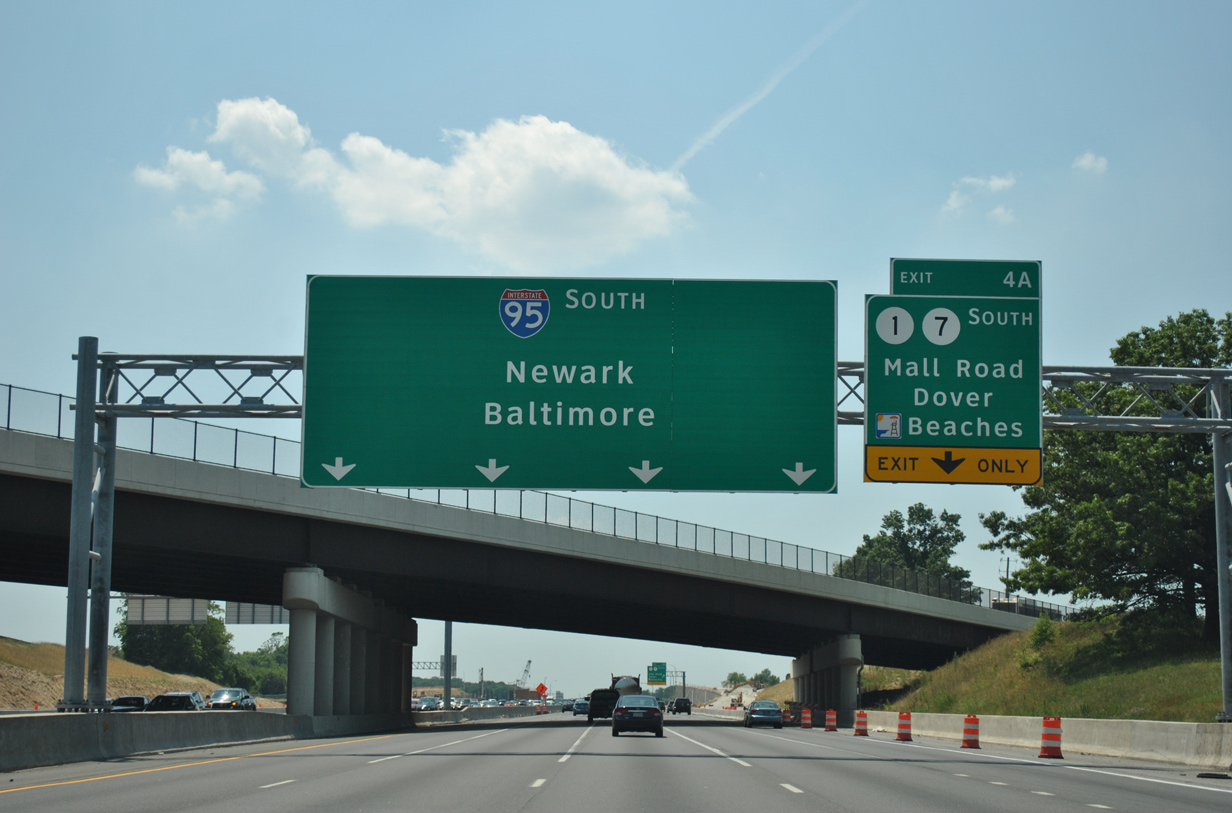 INTERSTATE
95 SOUTH
Newark
Baltimore
EXIT 4A
1 7 SOUTH
Mall Road
Dover
Beaches
EXIT ONLY